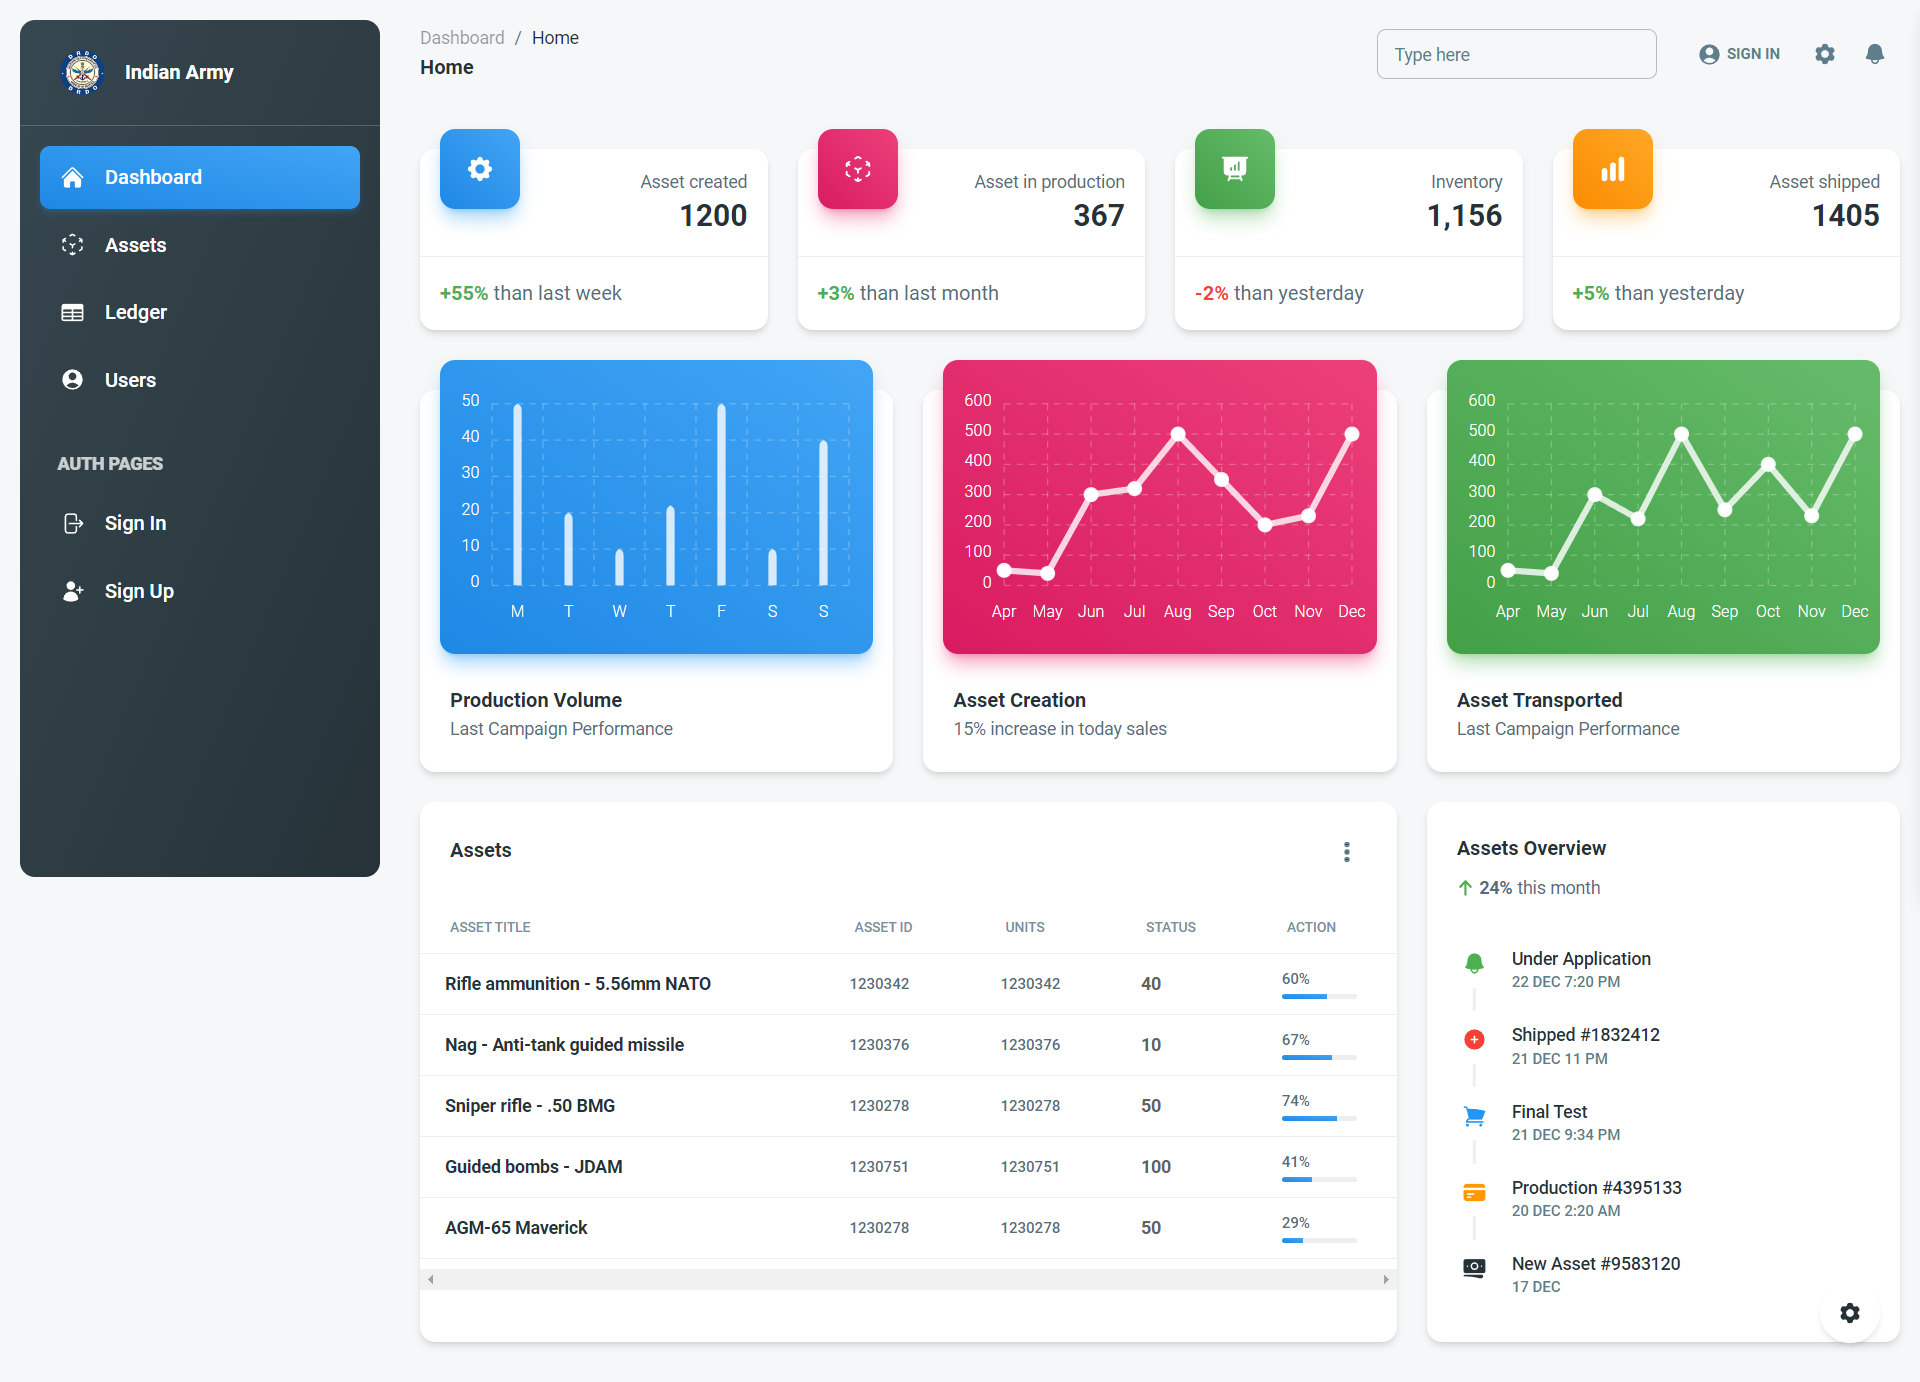 DRDO
DRDO
Indian Army
Dashboard
Assets
Ledger
Users
AUTH PAGES
Sign In
Sign Up
Dashboard / Home
Home
Type here
SIGN IN
Asset created
1200
+55% than last week
Asset in production
367
+3% than last month
Inventory
1,156
-2% than yesterday
Asset shipped
1405
+5% than yesterday
50
40
30
20
10
0
M T W T F S S
Production Volume
Last Campaign Performance
600
500
400
300
200
100
0
Apr May Jun Jul Aug Sep Oct Nov Dec
Asset Creation
15% increase in today sales
600
500
400
300
200
100
0
Apr May Jun Jul Aug Sep Oct Nov Dec
Asset Transported
Last Campaign Performance
Assets
ASSET TITLE ASSET ID UNITS STATUS ACTION
Rifle ammunition - 5.56mm NATO 1230342 1230342 40 60%
Nag - Anti-tank guided missile 1230376 1230376 10 67%
Sniper rifle - .50 BMG 1230278 1230278 50 74%
Guided bombs - JDAM 1230751 1230751 100 41%
AGM-65 Maverick 1230278 1230278 50 29%
Assets Overview
24% this month
Under Application
22 DEC 7:20 PM
Shipped #1832412
21 DEC 11 PM
Final Test
21 DEC 9:34 PM
Production #4395133
20 DEC 2:20 AM
New Asset #9583120
17 DEC